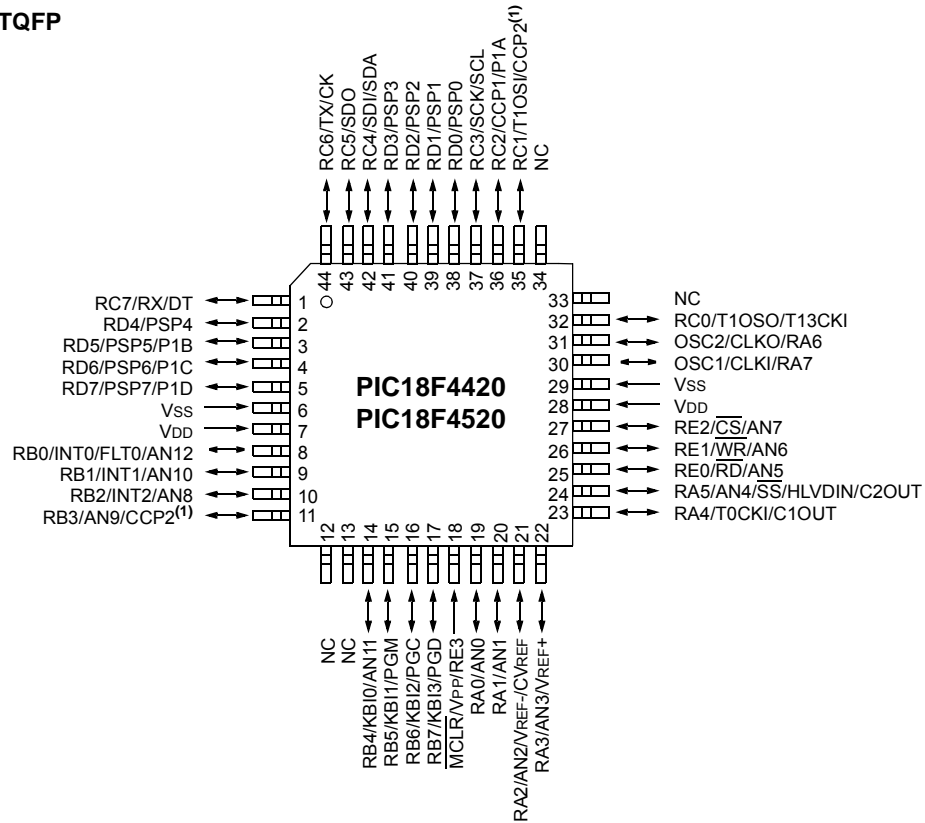 TQFP
RC6/TX/CK
RC5/SDO
RC4/SDI/SDA
RD3/PSP3
RD2/PSP2
RD1/PSP1
RD0/PSP0
RC3/SCK/SCL
RC2/CCP1/P1A
RC1/T1OSI/CCP2(1)
NC
44
43
42
41
40
39
38
37
36
35
34
RC7/RX/DT 1
RD4/PSP4 2
RD5/PSP5/P1B 3
RD6/PSP6/P1C 4
RD7/PSP7/P1D 5
VSS 6
VDD 7
RB0/INT0/FLT0/AN12 8
RB1/INT1/AN10 9
RB2/INT2/AN8 10
RB3/AN9/CCP2(1) 11
PIC18F4420
PIC18F4520
33 NC
32 RC0/T1OSO/T13CKI
31 OSC2/CLKO/RA6
30 OSC1/CLKI/RA7
29 VSS
28 VDD
27 RE2/CS/AN7
26 RE1/WR/AN6
25 RE0/RD/AN5
24 RA5/AN4/SS/HLVDIN/C2OUT
23 RA4/T0CKI/C1OUT
12
13
14
15
16
17
18
19
20
21
22
NC
NC
RB4/KBI0/AN11
RB5/KBI1/PGM
RB6/KBI2/PGC
RB7/KBI3/PGD
MCLR/VPP/RE3
RA0/AN0
RA1/AN1
RA2/AN2/VREF-/CVREF
RA3/AN3/VREF+